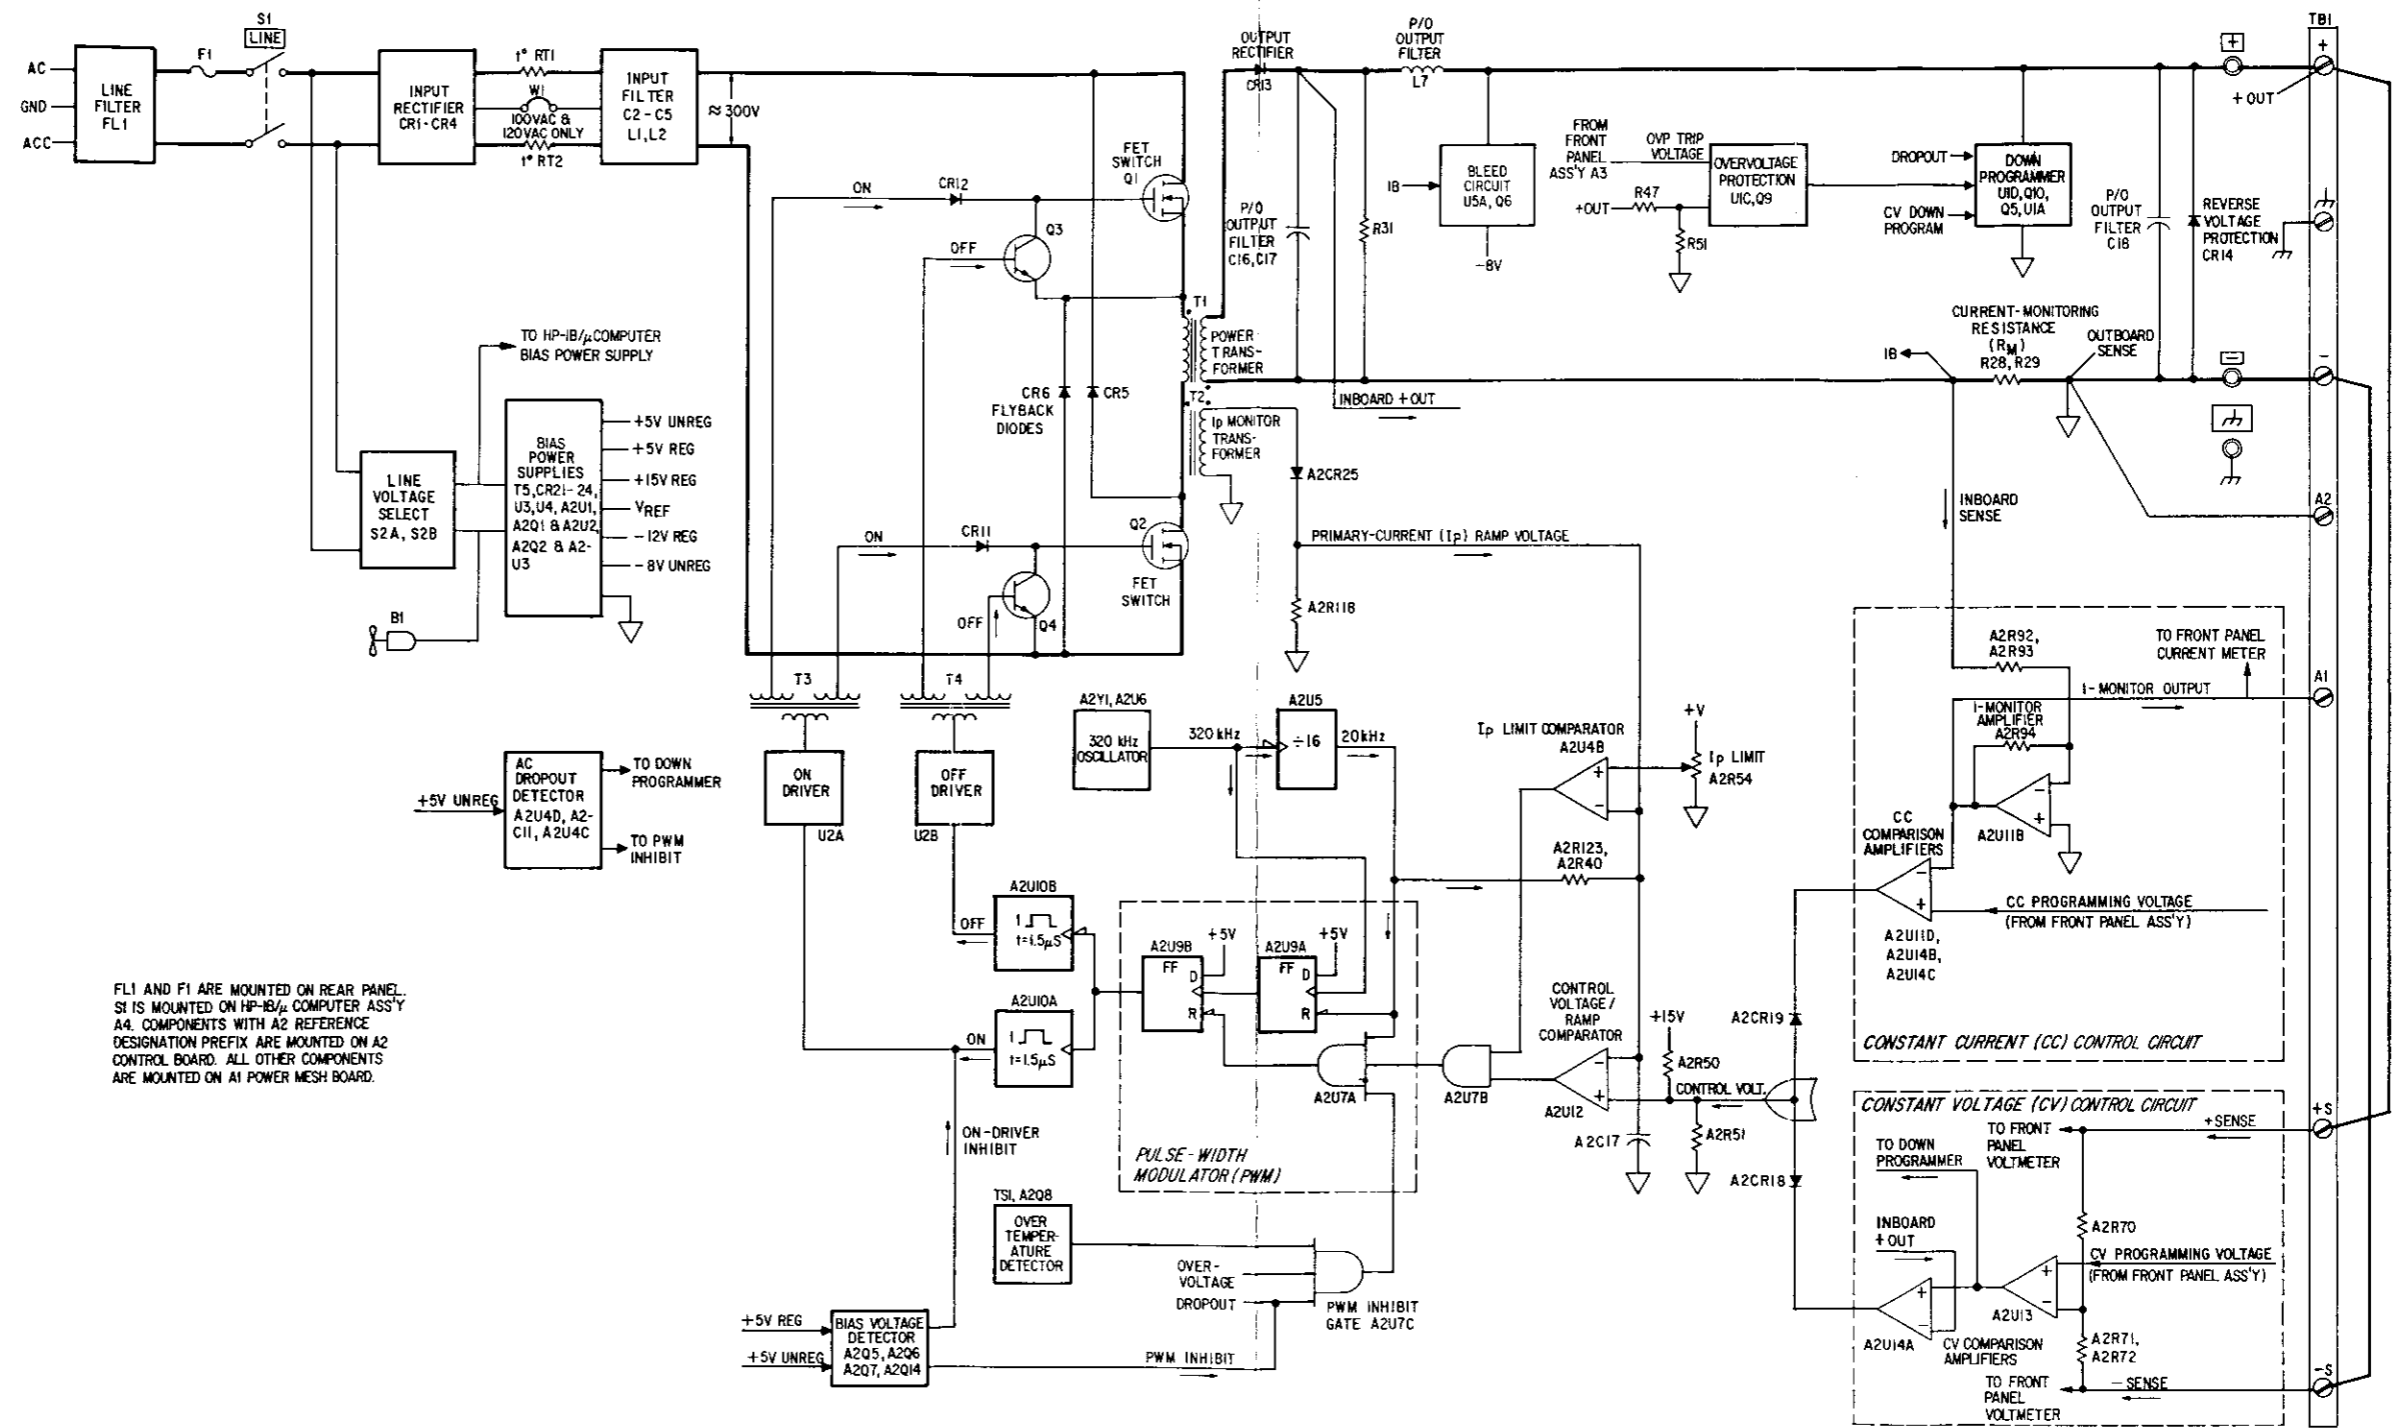 AC
GND
ACC
LINE
FILTER
FL1
F1
S1
LINE
INPUT
RECTIFIER
CR1-CR4
t° RT1
W1
100VAC &
120VAC ONLY
t° RT2
INPUT
FILTER
C2-C5
L1, L2
≈300V
FET
SWITCH
Q1
ON
CR12
Q3
OFF
CR6
FLYBACK
DIODES
CR5
ON
CR11
Q2
FET
SWITCH
OFF
Q4
T1
POWER
TRANS-
FORMER
T2
Ip MONITOR
TRANS-
FORMER
OUTPUT
RECTIFIER
CR13
P/O
OUTPUT
FILTER
L7
P/O
OUTPUT
FILTER
C16,C17
R31
INBOARD +OUT
IB
BLEED
CIRCUIT
U5A, Q6
-8V
FROM
FRONT
PANEL
ASS'Y A3
OVP TRIP
VOLTAGE
+OUT
R47
R51
OVERVOLTAGE
PROTECTION
U1C,Q9
DROPOUT
CV DOWN
PROGRAM
DOWN
PROGRAMMER
U1D,Q10,
Q5,U1A
P/O
OUTPUT
FILTER
C18
REVERSE
VOLTAGE
PROTECTION
CR14
+
+OUT
TB1
+
CURRENT-MONITORING
RESISTANCE
(RM)
R28, R29
IB
OUTBOARD
SENSE
-
-
A2
A1
+S
-S
INBOARD
SENSE
TO HP-IB/μCOMPUTER
BIAS POWER SUPPLY
LINE
VOLTAGE
SELECT
S2A, S2B
BIAS
POWER
SUPPLIES
T5,CR21-24,
U3,U4, A2U1,
A2Q1 & A2U2,
A2Q2 & A2-
U3
+5V UNREG
+5V REG
+15V REG
VREF
-12V REG
-8V UNREG
B1
A2CR25
PRIMARY-CURRENT (Ip) RAMP VOLTAGE
A2R118
T3
T4
ON
DRIVER
U2A
OFF
DRIVER
U2B
+5V UNREG
AC
DROPOUT
DETECTOR
A2U4D, A2-
C11, A2U4C
TO DOWN
PROGRAMMER
TO PWM
INHIBIT
A2Y1, A2U6
320 kHz
OSCILLATOR
320 kHz
A2U5
÷16
20kHz
Ip LIMIT COMPARATOR
A2U4B
+
-
+V
Ip LIMIT
A2R54
A2R123,
A2R40
A2U10B
1
t=1.5μS
OFF
A2U10A
1
t=1.5μS
ON
A2U9B
FF
D
R
+5V
A2U9A
FF
D
R
+5V
A2U7A
A2U7B
PULSE-WIDTH
MODULATOR (PWM)
CONTROL
VOLTAGE/
RAMP
COMPARATOR
-
+
A2U12
+15V
A2R50
CONTROL VOLT.
A2R51
A2C17
A2CR19
A2CR18
ON-DRIVER
INHIBIT
TS1, A2Q8
OVER
TEMPER-
ATURE
DETECTOR
OVER-
VOLTAGE
DROPOUT
PWM INHIBIT
GATE A2U7C
+5V REG
+5V UNREG
BIAS VOLTAGE
DETECTOR
A2Q5, A2Q6
A2Q7, A2Q14
PWM INHIBIT
A2R92,
A2R93
TO FRONT PANEL
CURRENT METER
I-MONITOR OUTPUT
I-MONITOR
AMPLIFIER
A2R94
-
+
A2U11B
CC
COMPARISON
AMPLIFIERS
-
+
CC PROGRAMMING VOLTAGE
(FROM FRONT PANEL ASS'Y)
A2U11D,
A2U14B,
A2U14C
CONSTANT CURRENT (CC) CONTROL CIRCUIT
CONSTANT VOLTAGE (CV) CONTROL CIRCUIT
TO FRONT
PANEL
VOLTMETER
+SENSE
TO DOWN
PROGRAMMER
A2R70
INBOARD
+OUT
CV PROGRAMMING VOLTAGE
(FROM FRONT PANEL ASS'Y)
+
-
A2U13
+
-
A2U14A
CV COMPARISON
AMPLIFIERS
A2R71,
A2R72
TO FRONT
PANEL
VOLTMETER
-SENSE
FL1 AND F1 ARE MOUNTED ON REAR PANEL.
S1 IS MOUNTED ON HP-IB/μ COMPUTER ASS'Y
A4. COMPONENTS WITH A2 REFERENCE
DESIGNATION PREFIX ARE MOUNTED ON A2
CONTROL BOARD. ALL OTHER COMPONENTS
ARE MOUNTED ON A1 POWER MESH BOARD.